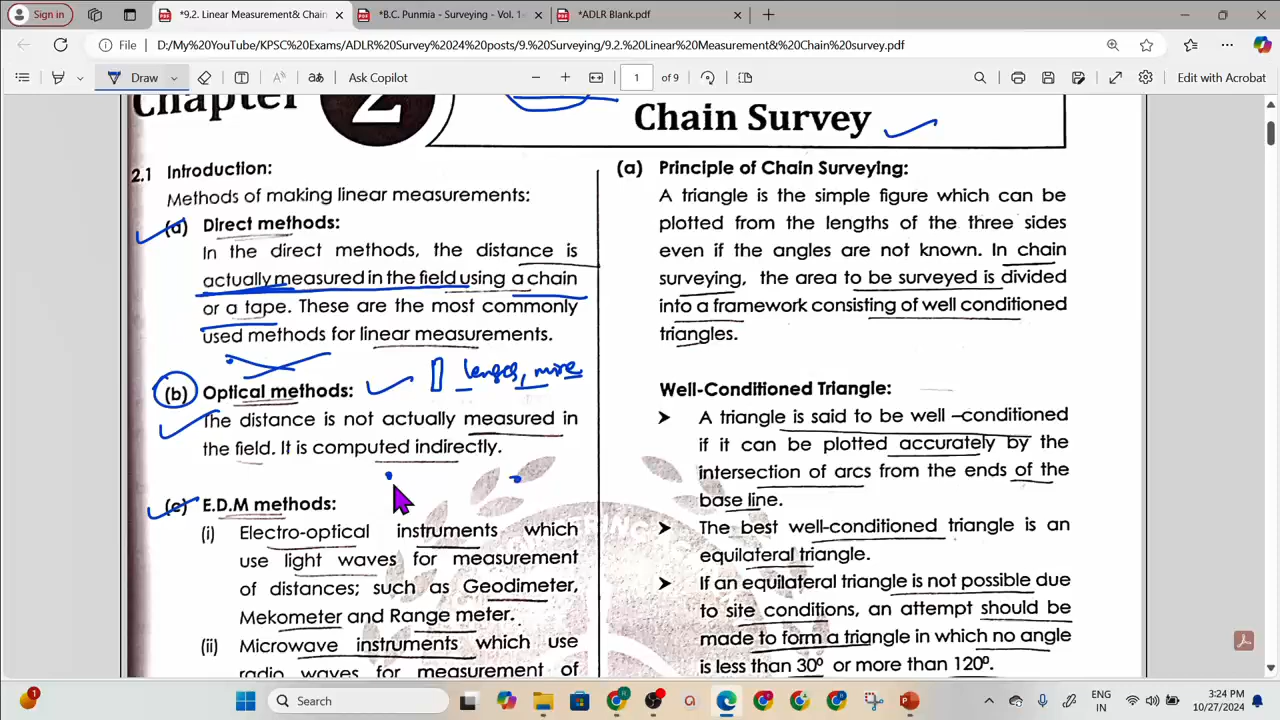 Sign in
*9.2. Linear Measurement& Chain
*B.C. Punmia - Surveying - Vol. 1-
*ADLR Blank.pdf
File
D:/My%20YouTube/KPSC%20Exams/ADLR%20Survey%2024%20posts/9.%20Surveying/9.2.%20Linear%20Measurement&%20Chain%20survey.pdf
Draw
Ask Copilot
1 of 9
Edit with Acrobat
Chapter 2
Chain Survey
2.1 Introduction:
Methods of making linear measurements:
(a) Direct methods:
In the direct methods, the distance is
actually measured in the field using a chain
or a tape. These are the most commonly
used methods for linear measurements.
lenses, mirror
(b) Optical methods:
The distance is not actually measured in
the field. It is computed indirectly.
(c) E.D.M methods:
(i) Electro-optical instruments which
use light waves for measurement
of distances; such as Geodimeter,
Mekometer and Range meter.
(ii) Microwave instruments which use
radio waves for measurement of
(a) Principle of Chain Surveying:
A triangle is the simple figure which can be
plotted from the lengths of the three sides
even if the angles are not known. In chain
surveying, the area to be surveyed is divided
into a framework consisting of well conditioned
triangles.
Well-Conditioned Triangle:
➤ A triangle is said to be well –conditioned
if it can be plotted accurately by the
intersection of arcs from the ends of the
base line.
➤ The best well-conditioned triangle is an
equilateral triangle.
➤ If an equilateral triangle is not possible due
to site conditions, an attempt should be
made to form a triangle in which no angle
is less than 30⁰ or more than 120⁰.
1
Search
ENG
IN
3:24 PM
10/27/2024